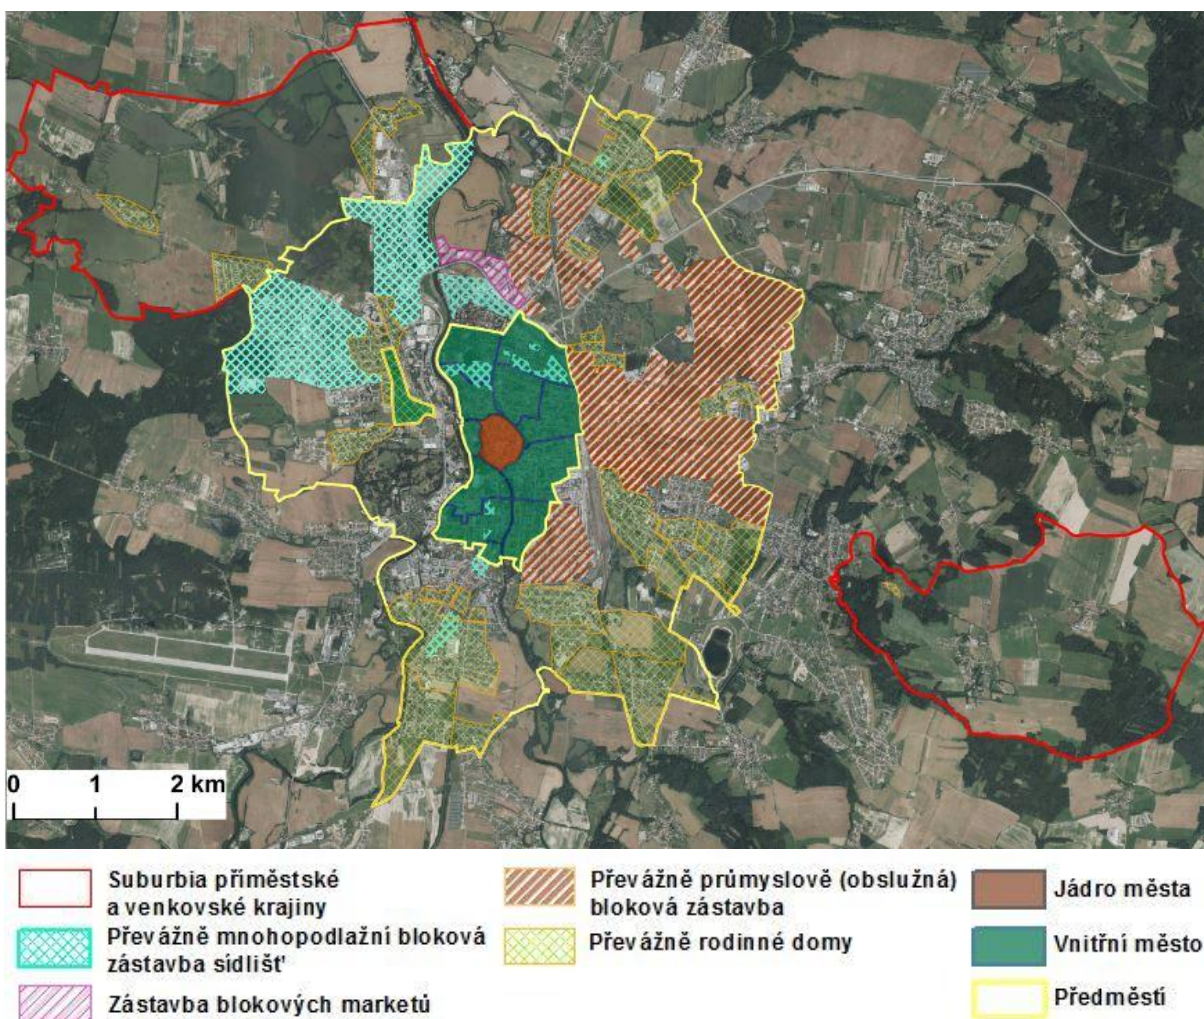 0 1 2 km
Suburbia příměstské
a venkovské krajiny
Převážně mnohopodlažní bloková
zástavba sídlišť
Zástavba blokových marketů
Převážně průmyslově (obslužná)
bloková zástavba
Převážně rodinné domy
Jádro města
Vnitřní město
Předměstí